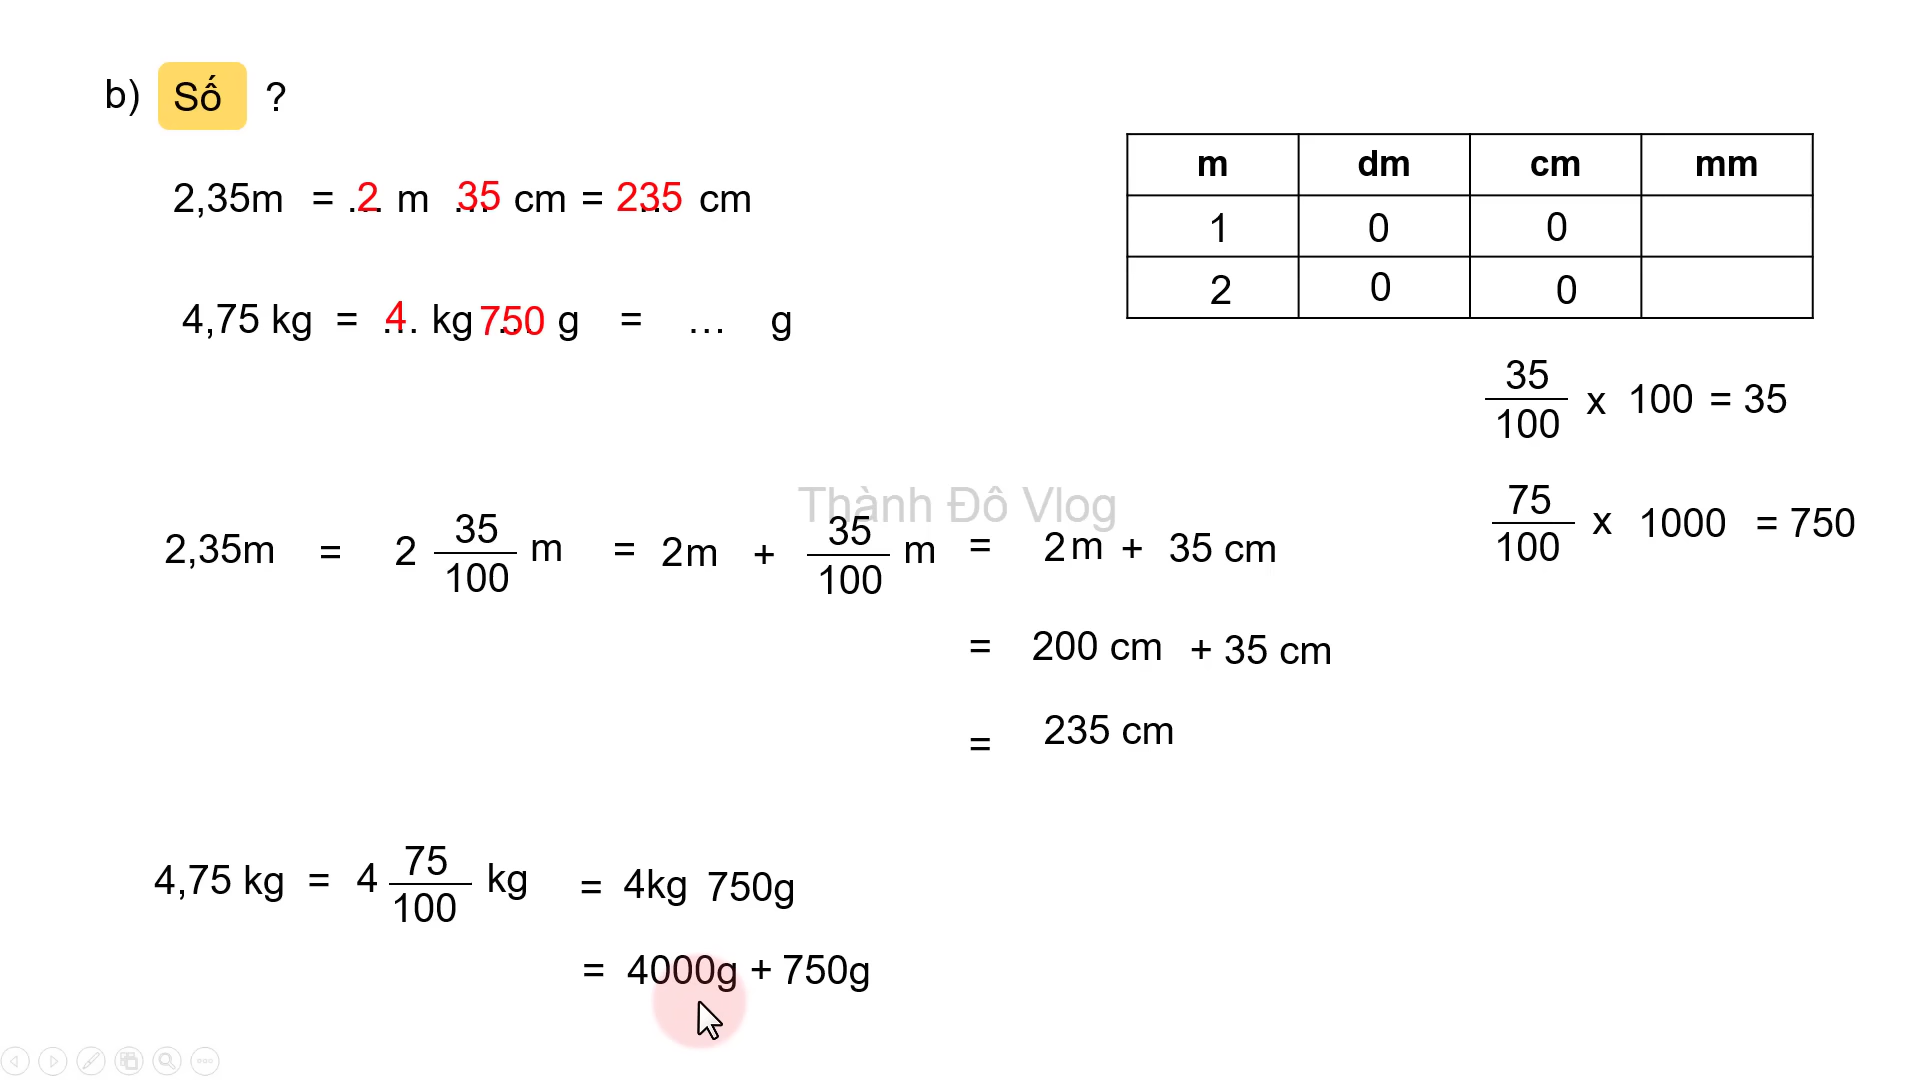 b) Số ?
2,35m = ...2 m ...35 cm = ...235 cm
4,75 kg = ...4 kg ...750 g = ... g
m dm cm mm
1 0 0
2 0 0
35/100 x 100 = 35
75/100 x 1000 = 750
Thành Đô Vlog
2,35m = 2 35/100 m = 2m + 35/100 m = 2m + 35 cm
= 200 cm + 35 cm
= 235 cm
4,75 kg = 4 75/100 kg = 4kg 750g
= 4000g + 750g